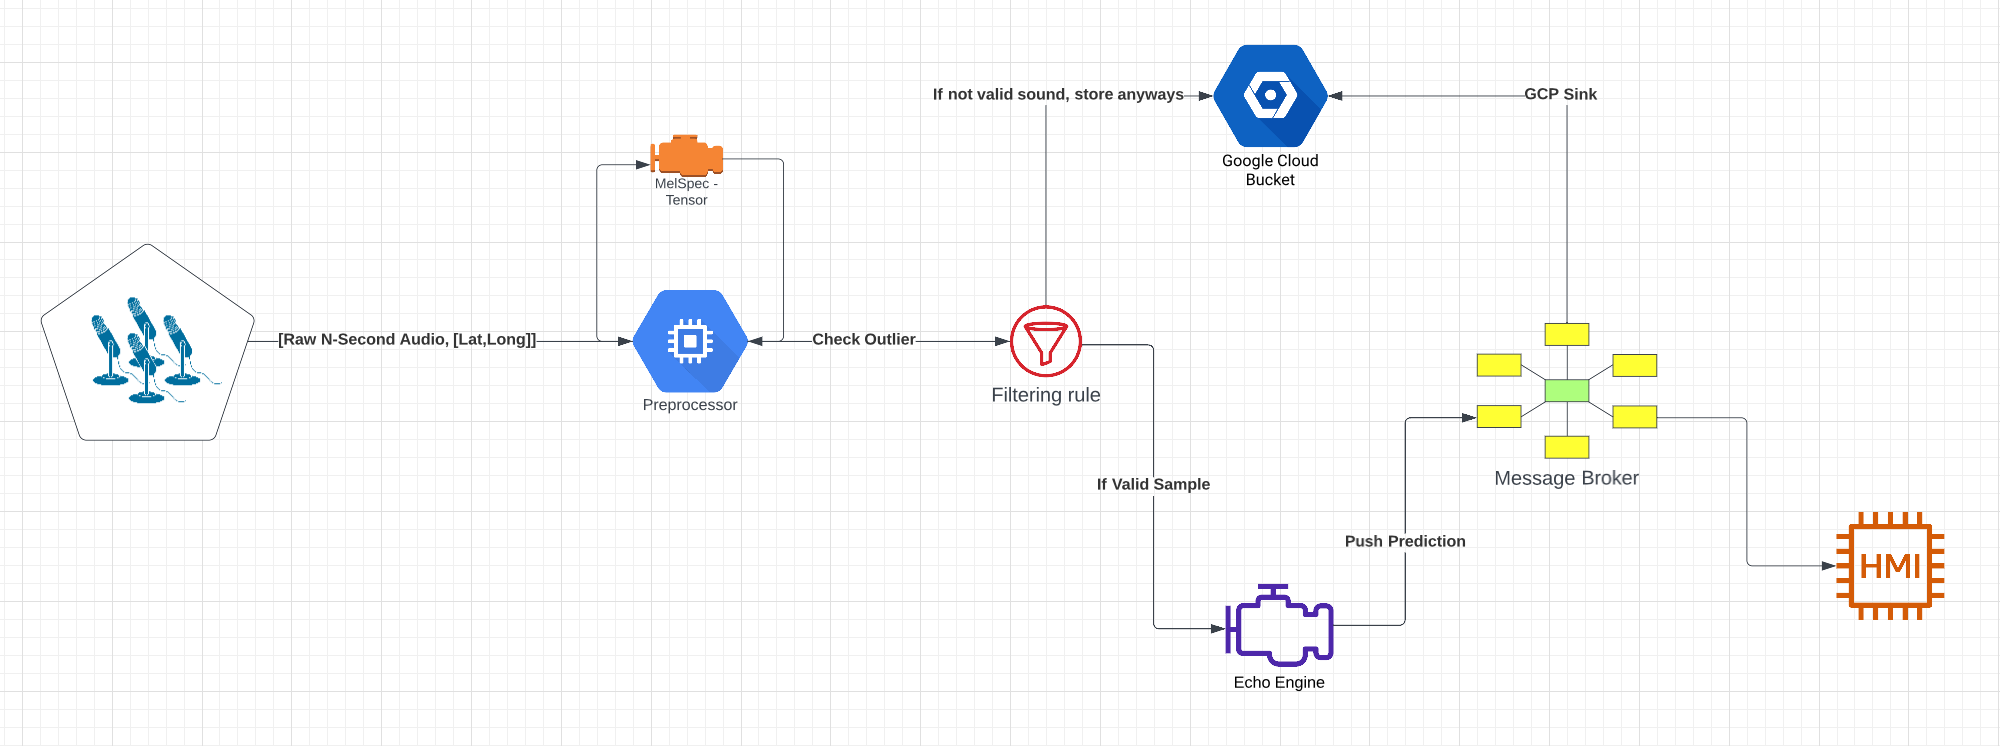 If not valid sound, store anyways
GCP Sink
Google Cloud
Bucket
MelSpec -
Tensor
[Raw N-Second Audio, [Lat,Long]]
Check Outlier
Preprocessor
Filtering rule
If Valid Sample
Message Broker
Push Prediction
HMI
Echo Engine